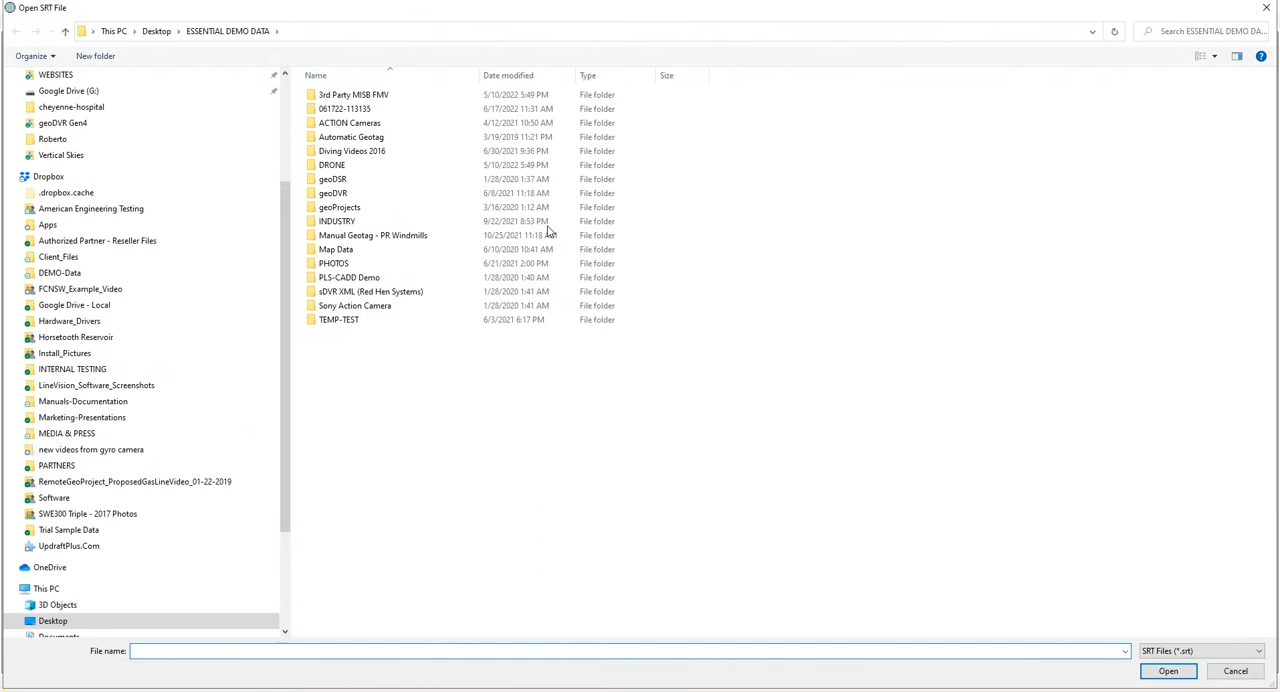 Open SRT File
This PC > Desktop > ESSENTIAL DEMO DATA >
Search ESSENTIAL DEMO DA...
Organize
New folder
WEBSITES
Google Drive (G:)
cheyenne-hospital
geoDVR Gen4
Roberto
Vertical Skies
Dropbox
.dropbox.cache
American Engineering Testing
Apps
Authorized Partner - Reseller Files
Client_Files
DEMO-Data
FCNSW_Example_Video
Google Drive - Local
Hardware_Drivers
Horsetooth Reservoir
Install_Pictures
INTERNAL TESTING
LineVision_Software_Screenshots
Manuals-Documentation
Marketing-Presentations
MEDIA & PRESS
new videos from gyro camera
PARTNERS
RemoteGeoProject_ProposedGasLineVideo_01-22-2019
Software
SWE300 Triple - 2017 Photos
Trial Sample Data
UpdraftPlus.Com
OneDrive
This PC
3D Objects
Desktop
Documents
Name Date modified Type Size
3rd Party MISB FMV 5/10/2022 5:49 PM File folder
061722-113135 6/17/2022 11:31 AM File folder
ACTION Cameras 4/12/2021 10:50 AM File folder
Automatic Geotag 3/19/2019 11:21 PM File folder
Diving Videos 2016 6/30/2021 9:36 PM File folder
DRONE 5/10/2022 5:49 PM File folder
geoDSR 1/28/2020 1:37 AM File folder
geoDVR 6/8/2021 11:18 AM File folder
geoProjects 3/16/2020 1:12 AM File folder
INDUSTRY 9/22/2021 8:53 PM File folder
Manual Geotag - PR Windmills 10/25/2021 11:18 AM File folder
Map Data 6/10/2020 10:41 AM File folder
PHOTOS 6/21/2021 2:00 PM File folder
PLS-CADD Demo 1/28/2020 1:40 AM File folder
sDVR XML (Red Hen Systems) 1/28/2020 1:41 AM File folder
Sony Action Camera 1/28/2020 1:41 AM File folder
TEMP-TEST 6/3/2021 6:17 PM File folder
File name:
SRT Files (*.srt)
Open
Cancel